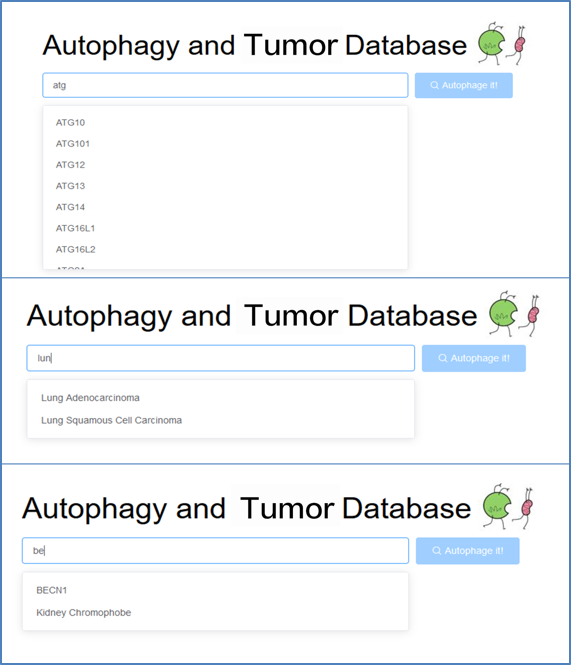 Autophagy and Tumor Database
atg
Autophage it!
ATG10
ATG101
ATG12
ATG13
ATG14
ATG16L1
ATG16L2
Autophagy and Tumor Database
lun
Autophage it!
Lung Adenocarcinoma
Lung Squamous Cell Carcinoma
Autophagy and Tumor Database
be
Autophage it!
BECN1
Kidney Chromophobe